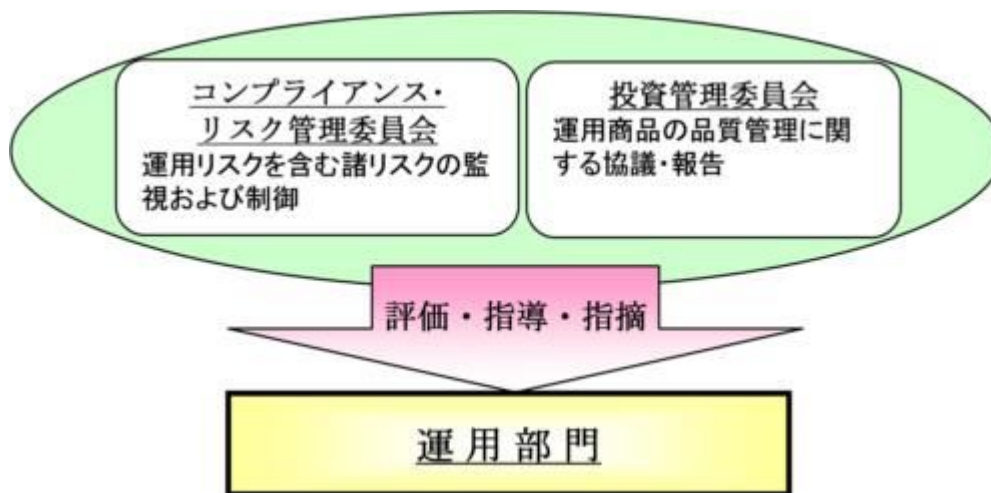 コンプライアンス・
リスク管理委員会
運用リスクを含む諸リスクの監
視および制御
投資管理委員会
運用商品の品質管理に関
する協議・報告
評価・指導・指摘
運用部門